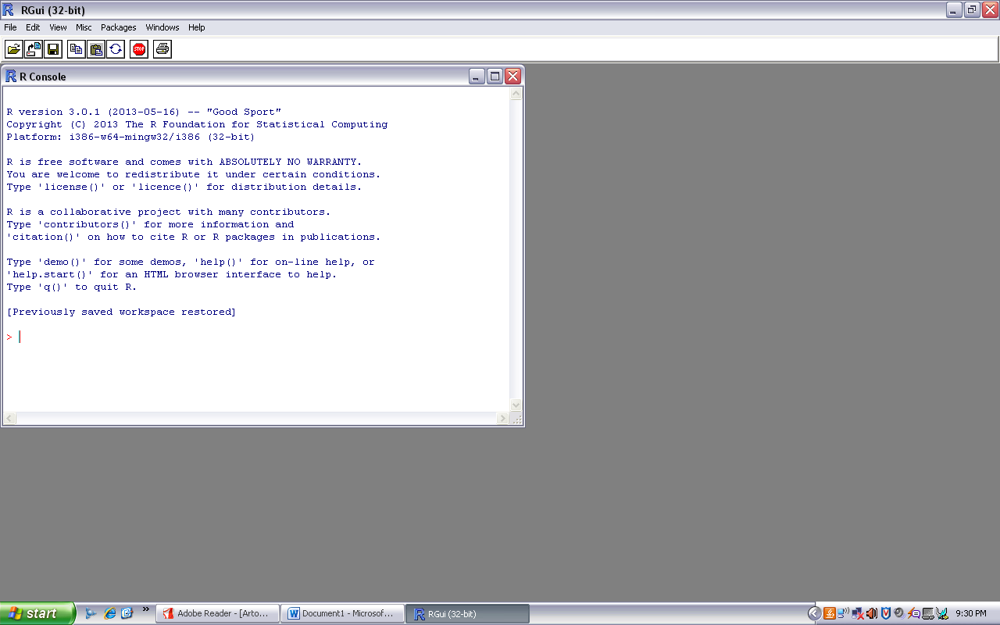 RGui (32-bit)
File Edit View Misc Packages Windows Help
STOP
R Console
R version 3.0.1 (2013-05-16) -- "Good Sport"
Copyright (C) 2013 The R Foundation for Statistical Computing
Platform: i386-w64-mingw32/i386 (32-bit)
R is free software and comes with ABSOLUTELY NO WARRANTY.
You are welcome to redistribute it under certain conditions.
Type 'license()' or 'licence()' for distribution details.
R is a collaborative project with many contributors.
Type 'contributors()' for more information and
'citation()' on how to cite R or R packages in publications.
Type 'demo()' for some demos, 'help()' for on-line help, or
'help.start()' for an HTML browser interface to help.
Type 'q()' to quit R.
[Previously saved workspace restored]
>
start » Adobe Reader - [Arto... Document1 - Microsof... RGui (32-bit) 9:30 PM